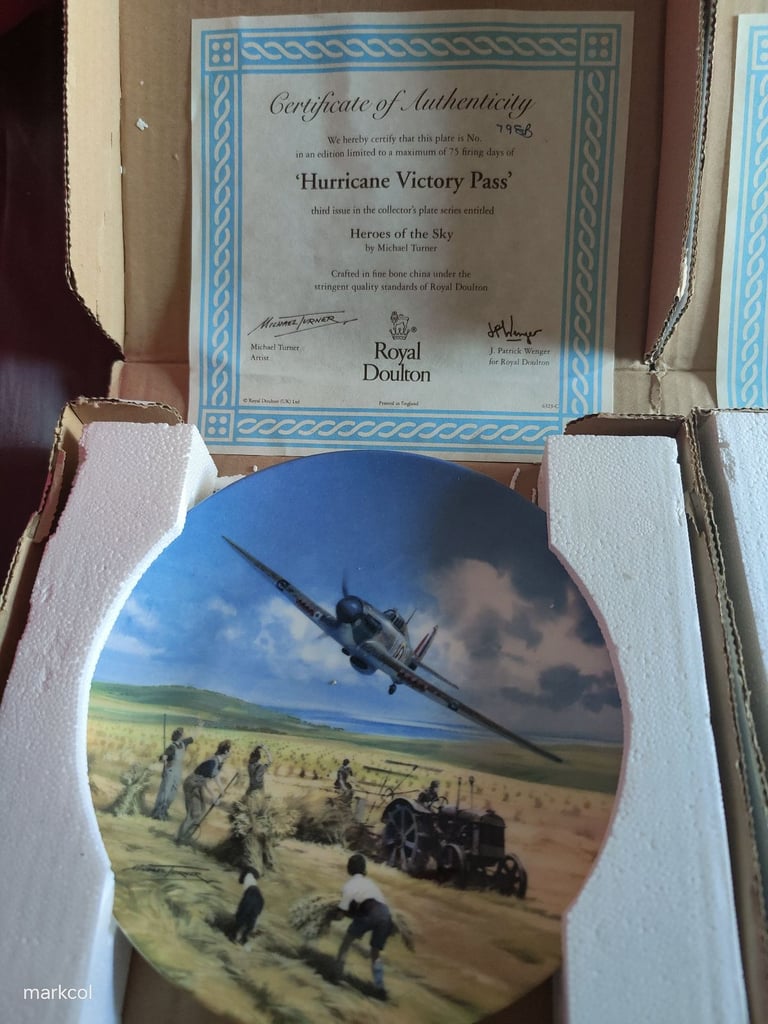 Certificate of Authenticity
We hereby certify that this plate is No.
in an edition limited to a maximum of 75 firing days of
'Hurricane Victory Pass'
third issue in the collector's plate series entitled
Heroes of the Sky
by Michael Turner
Crafted in fine bone china under the
stringent quality standards of Royal Doulton
MICHAEL TURNER
Michael Turner
Artist
Royal
Doulton
J. Patrick Wenger
for Royal Doulton
© Royal Doulton (UK) Ltd
Printed in England
markcol